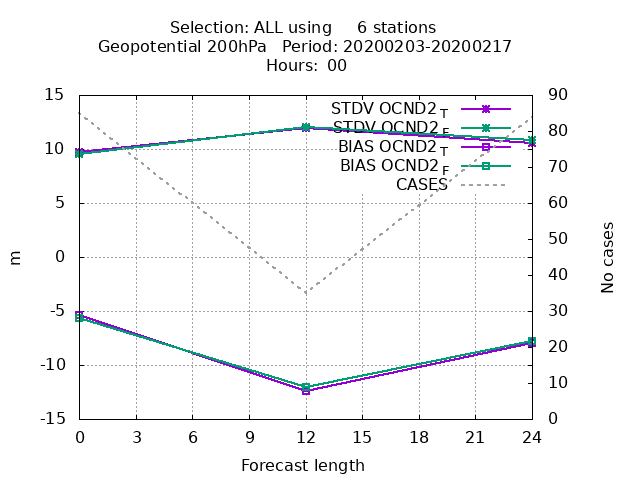 Selection: ALL using     6 stations
Geopotential 200hPa   Period: 20200203-20200217
Hours: 00
STDV OCND2_T
STDV OCND2_F
BIAS OCND2_T
BIAS OCND2_F
CASES
15
10
5
0
-5
-10
-15
m
90
80
70
60
50
40
30
20
10
0
No cases
0 3 6 9 12 15 18 21 24
Forecast length